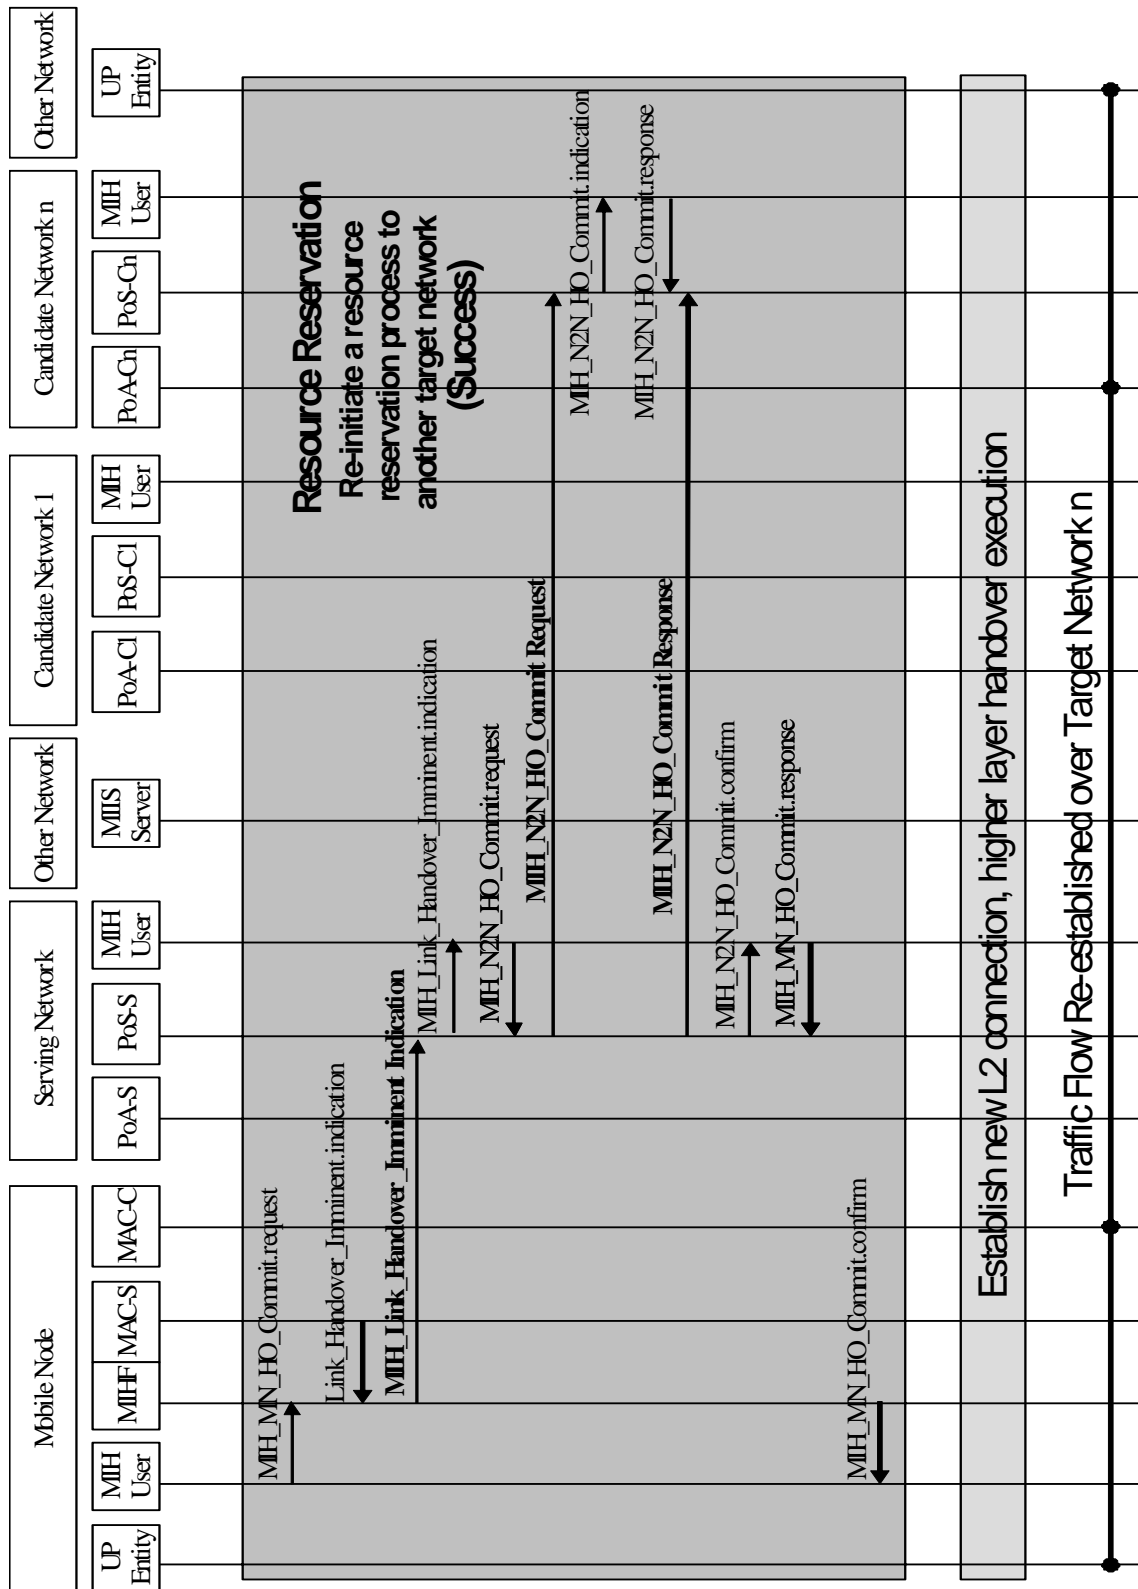 Mobile Node
Serving Network
Other Network
Candidate Network 1
Candidate Network n
Other Network
UP
Entity
MIH
User
MIHF
MAC-S
MAC-C
PoA-S
PoS-S
MIH
User
MIIS
Server
PoA-C1
PoS-C1
MIH
User
PoA-Cn
PoS-Cn
MIH
User
UP
Entity
Resource Reservation
Re-initiate a resource
reservation process to
another target network
(Success)
MIH_MN_HO_Commit.request
Link_Handover_Imminent.indication
MIH_Link_Handover_Imminent Indication
MIH_Link_Handover_Imminent.indication
MIH_N2N_HO_Commit.request
MIH_N2N_HO_Commit Request
MIH_N2N_HO_Commit.indication
MIH_N2N_HO_Commit.response
MIH_N2N_HO_Commit Response
MIH_N2N_HO_Commit.confirm
MIH_MN_HO_Commit.response
MIH_MN_HO_Commit.confirm
Establish new L2 connection, higher layer handover execution
Traffic Flow Re-established over Target Network n